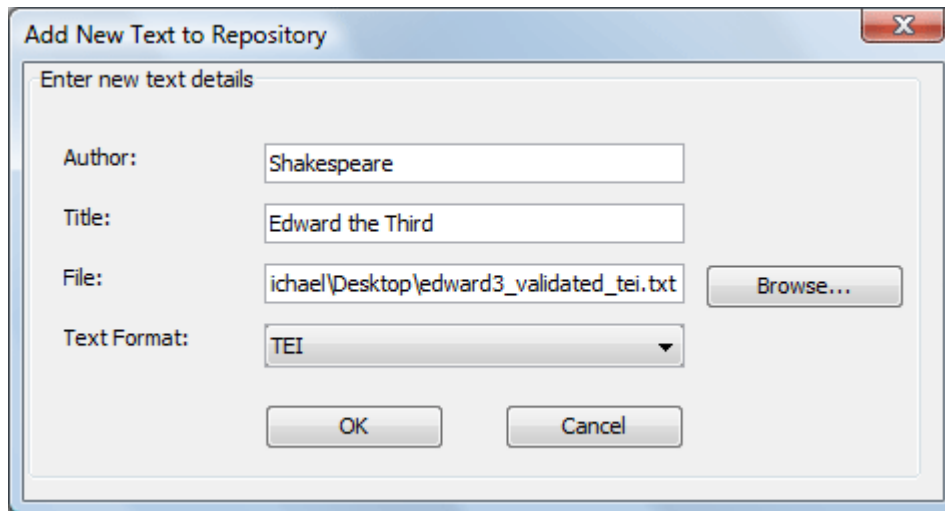 Add New Text to Repository
Enter new text details
Author: Shakespeare
Title: Edward the Third
File: ichael\Desktop\edward3_validated_tei.txt Browse...
Text Format: TEI
OK Cancel